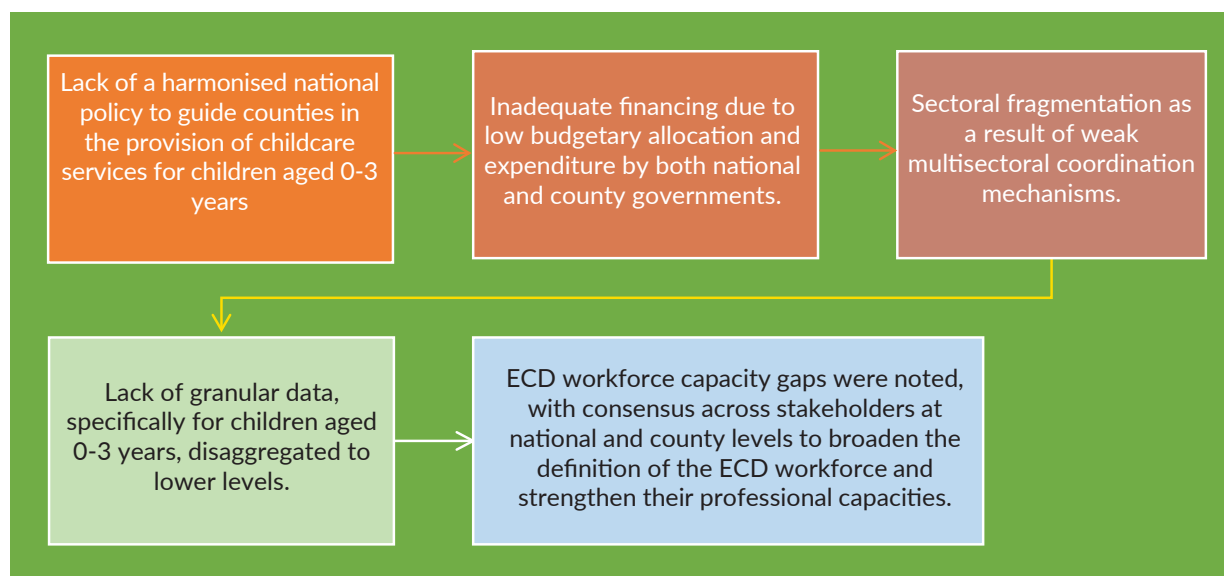 Lack of a harmonised national
policy to guide counties in
the provision of childcare
services for children aged 0-3
years
Inadequate financing due to
low budgetary allocation and
expenditure by both national
and county governments.
Sectoral fragmentation as
a result of weak
multisectoral coordination
mechanisms.
Lack of granular data,
specifically for children aged
0-3 years, disaggregated to
lower levels.
ECD workforce capacity gaps were noted,
with consensus across stakeholders at
national and county levels to broaden the
definition of the ECD workforce and
strengthen their professional capacities.